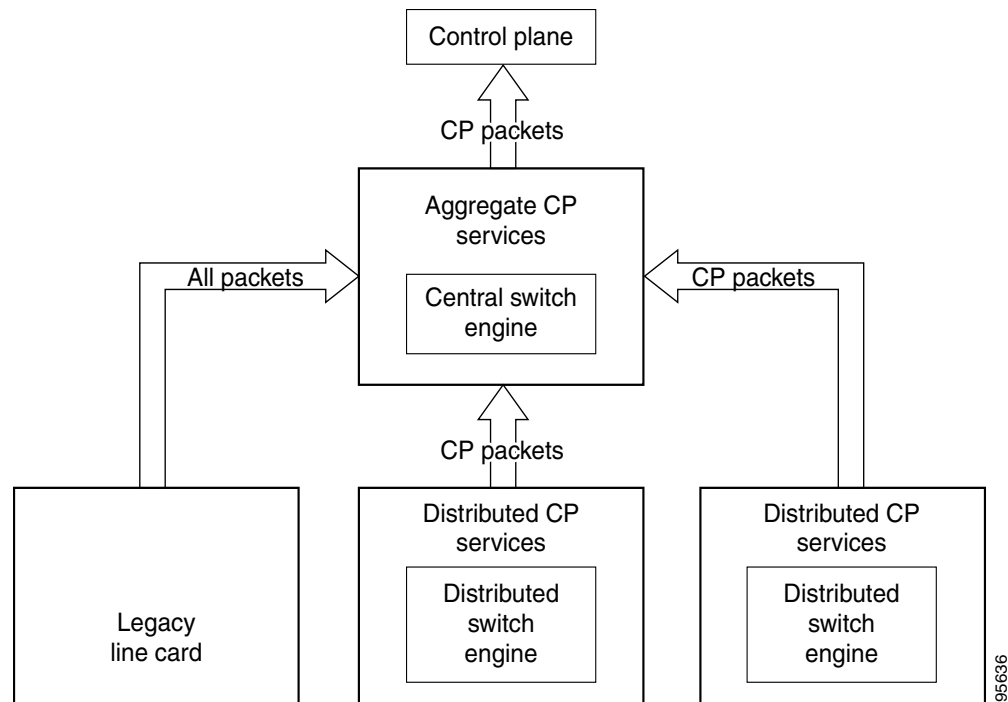 Control plane
CP packets
Aggregate CP
services
All packets
CP packets
Central switch
engine
CP packets
Distributed CP
services
Distributed CP
services
Distributed
switch
engine
Distributed
switch
engine
Legacy
line card
95636